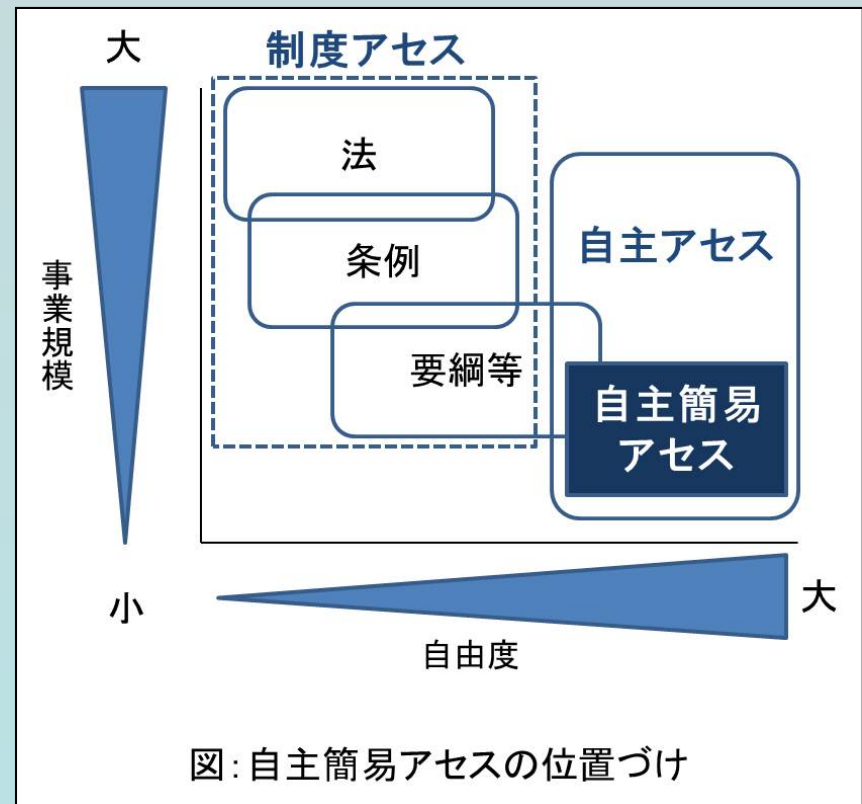 大
制度アセス
法
条例
要綱等
自主アセス
自主簡易
アセス
事業規模
小
大
自由度
図：自主簡易アセスの位置づけ